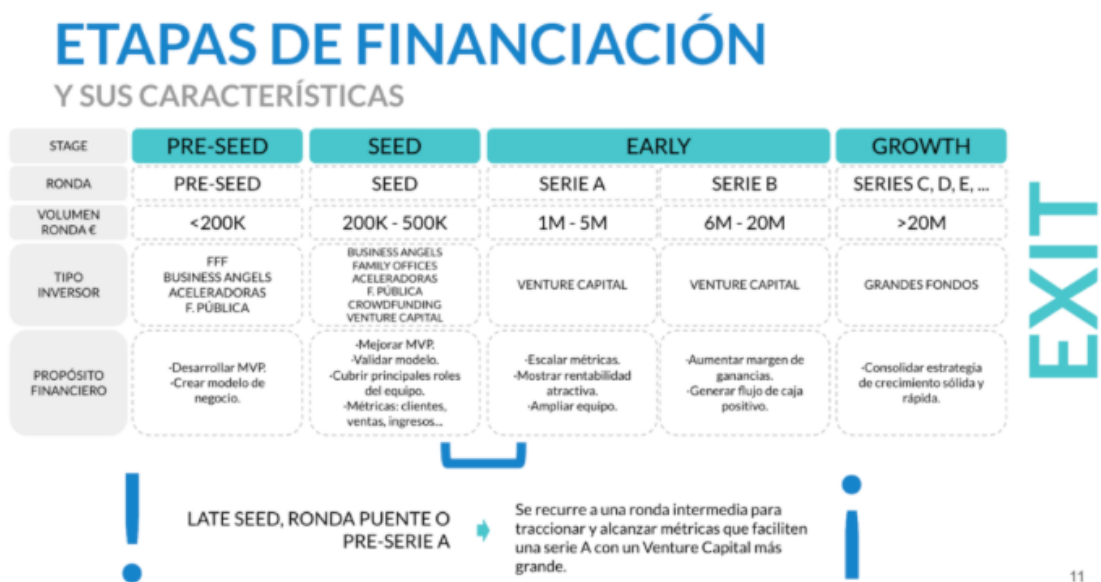 ETAPAS DE FINANCIACIÓN
Y SUS CARACTERÍSTICAS
STAGE
PRE-SEED
SEED
EARLY
GROWTH
RONDA
PRE-SEED
SEED
SERIE A
SERIE B
SERIES C, D, E, ...
VOLUMEN
RONDA €
<200K
200K - 500K
1M - 5M
6M - 20M
>20M
TIPO
INVERSOR
FFF
BUSINESS ANGELS
ACELERADORAS
F. PÚBLICA
BUSINESS ANGELS
FAMILY OFFICES
ACELERADORAS
F. PÚBLICA
CROWDFUNDING
VENTURE CAPITAL
VENTURE CAPITAL
VENTURE CAPITAL
GRANDES FONDOS
PROPÓSITO
FINANCIERO
-Desarrollar MVP.
-Crear modelo de
negocio.
-Mejorar MVP.
-Validar modelo.
-Cubrir principales roles
del equipo.
-Métricas: clientes,
ventas, ingresos...
-Escalar métricas.
-Mostrar rentabilidad
atractiva.
-Ampliar equipo.
-Aumentar margen de
ganancias.
-Generar flujo de caja
positivo.
-Consolidar estrategia
de crecimiento sólida y
rápida.
EXIT
!
LATE SEED, RONDA PUENTE O
PRE-SERIE A
Se recurre a una ronda intermedia para
traccionar y alcanzar métricas que faciliten
una serie A con un Venture Capital más
grande.
¡
11